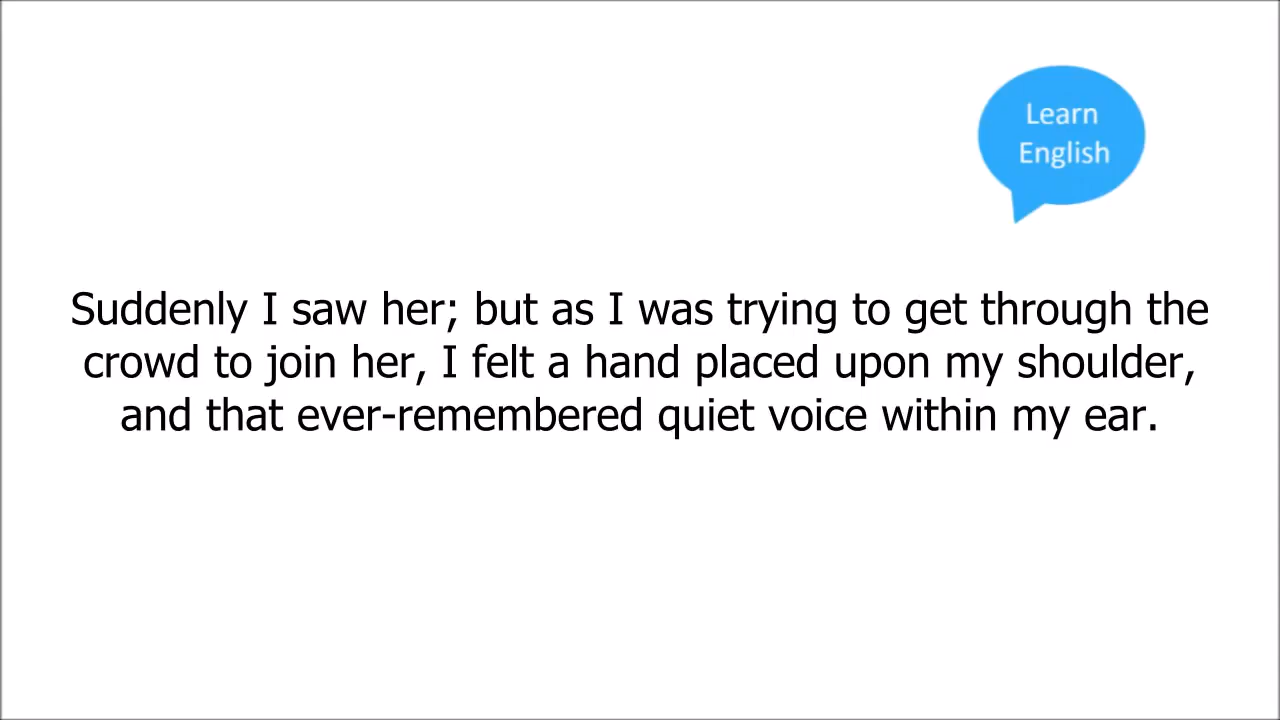 Learn
English
Suddenly I saw her; but as I was trying to get through the
crowd to join her, I felt a hand placed upon my shoulder,
and that ever-remembered quiet voice within my ear.